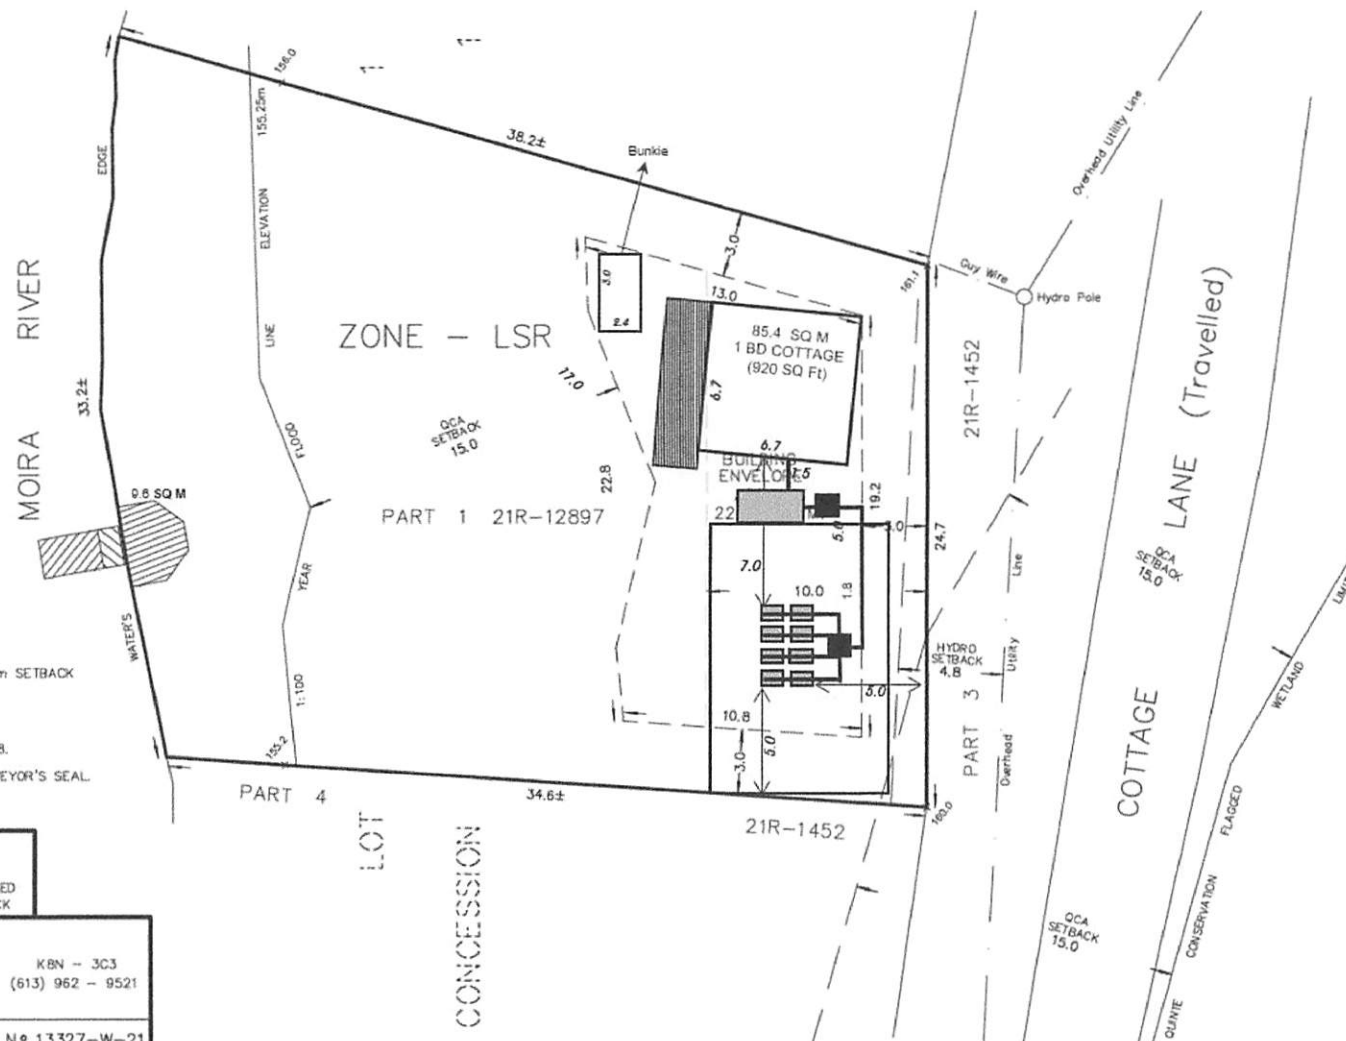 156.0
155.25m
EDGE
38.2±
Bunkie
Overhead Utility Line
ELEVATION
3.0
Guy Wire
161.1
Hydro Pole
MOIRA RIVER
3.0
2.4
13.0
LINE
ZONE - LSR
85.4 SQ M
1 BD COTTAGE
(920 SQ Ft)
17.0
6.7
21R-1452
33.2±
QCA
SETBACK
15.0
FLOOD
6.7
BUILDING
ENVELOPE
1.5
22.8
9.6 SQ M
PART 1 21R-12897
22
19.2
5.0
3.0
24.7
COTTAGE LANE (Travelled)
QCA
SETBACK
15.0
YEAR
7.0
10.0
1.8
Line
Utility
Overhead
WATER'S
HYDRO
SETBACK
4.8
SETBACK
1:100
5.0
PART 3
WETLAND
10.8
3.0
5.0
155.2
EYOR'S SEAL.
PART 4
34.6±
160.0
21R-1452
LOT
CONCESSION
FLAGGED
CONSERVATION
QUINTE
QCA
SETBACK
15.0
K8N - 3C3
(613) 962 - 9521
No 13327-W-21